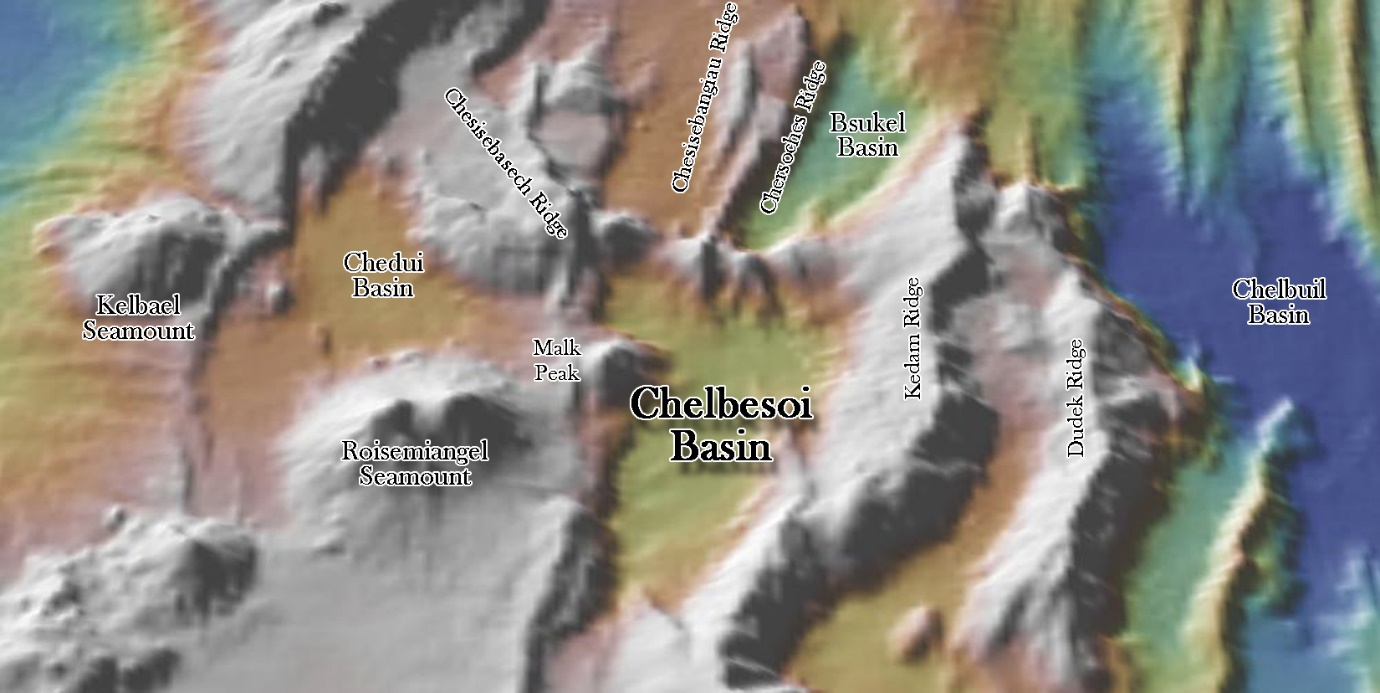 Chesisebangiau Ridge
Chersoches Ridge
Chesisebasech Ridge
Bsukel
Basin
Chedui
Basin
Kelbael
Seamount
Chelbuil
Basin
Kedam Ridge
Dudek Ridge
Malk
Peak
Chelbesoi
Basin
Roisemiangel
Seamount